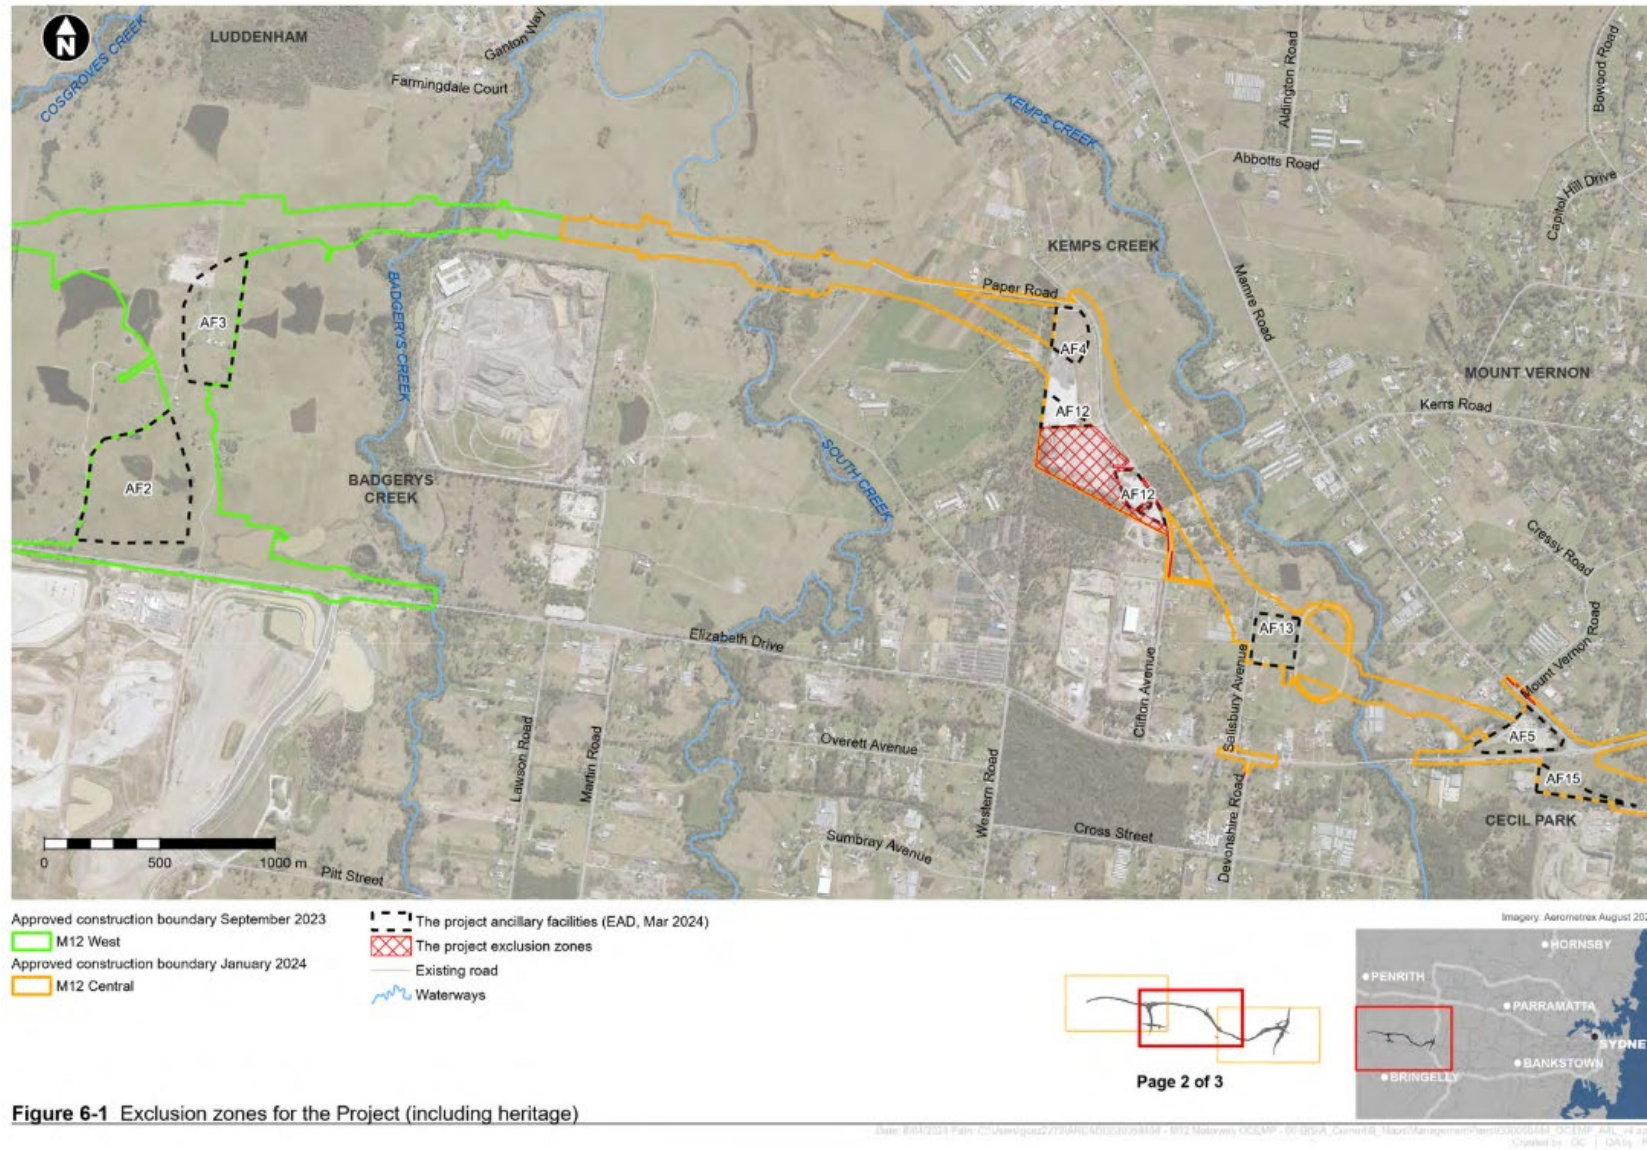 N
LUDDENHAM
COSGROVES CREEK
Ganton Way
Farmingdale Court
KEMPS CREEK
Aldington Road
Abbotts Road
Bowood Road
Capitol Hill Drive
KEMPS CREEK
Mamre Road
Paper Road
AF3
AF4
AF12
AF12
MOUNT VERNON
Kerrs Road
BADGERYS CREEK
BADGERYS
CREEK
AF2
SOUTH CREEK
Cressy Road
Mount Vernon Road
AF13
AF5
AF15
Elizabeth Drive
Clifton Avenue
Salisbury Avenue
Lawson Road
Martin Road
Overett Avenue
Western Road
Devonshire Road
Cross Street
Sumbray Avenue
CECIL PARK
0 500 1000 m
Pitt Street
Approved construction boundary September 2023
M12 West
Approved construction boundary January 2024
M12 Central
The project ancillary facilities (EAD, Mar 2024)
The project exclusion zones
Existing road
Waterways
Imagery: Aerometrex August 202
HORNSBY
PENRITH
PARRAMATTA
SYDNE
BANKSTOWN
BRINGELLY
Page 2 of 3
Figure 6-1 Exclusion zones for the Project (including heritage)